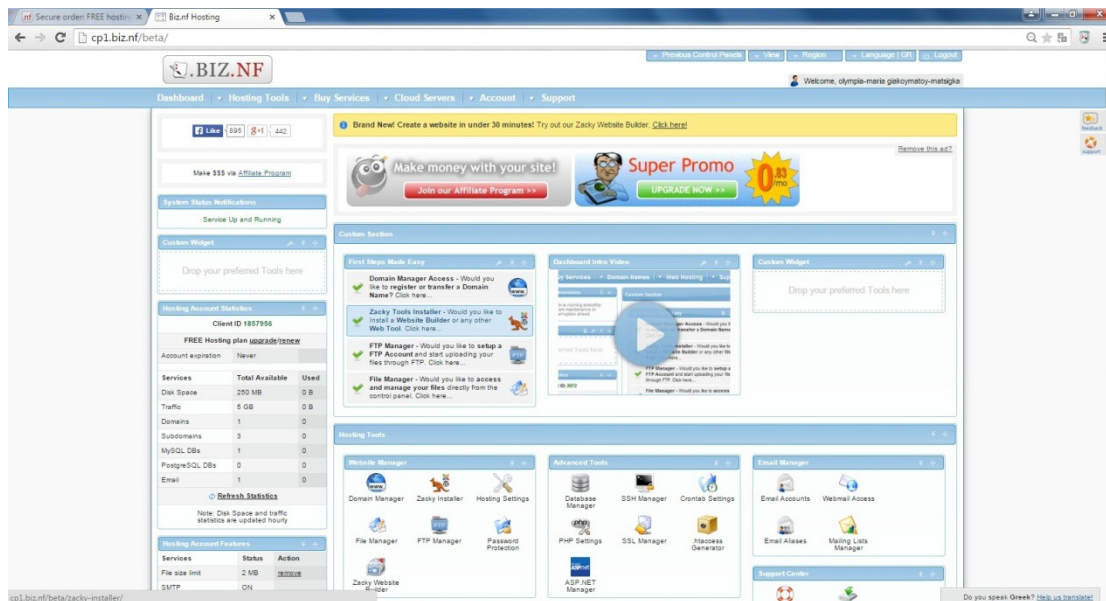 Secure order: FREE hostin
Biz.nf Hosting
cp1.biz.nf/beta/
Previous Control Panels
View
Region
Language | GR
Logout
.BIZ.NF
Welcome, olympia-maria giakoymatoy-matsigka
Dashboard
Hosting Tools
Buy Services
Cloud Servers
Account
Support
Like 895
g+1 442
Make $$$ via Affiliate Program
System Status Notifications
Service Up and Running
Custom Widget
Drop your preferred Tools here
Hosting Account Statistics
Client ID 1857956
FREE Hosting plan upgrade/renew
Account expiration Never
Services Total Available Used
Disk Space 250 MB 0 B
Traffic 5 GB 0 B
Domains 1 0
Subdomains 3 0
MySQL DBs 1 0
PostgreSQL DBs 0 0
Email 1 0
Refresh Statistics
Note: Disk Space and traffic
statistics are updated hourly
Hosting Account Features
Services Status Action
File size limit 2 MB remove
SMTP ON
Brand New! Create a website in under 30 minutes! Try out our Zacky Website Builder. Click here!
Remove this ad?
Make money with your site!
Join our Affiliate Program >>
Super Promo
UPGRADE NOW >>
0.83
/mo
Custom Section
First Steps Made Easy
Domain Manager Access - Would you
like to register or transfer a Domain
Name? Click here...
Zacky Tools Installer - Would you like to
install a Website Builder or any other
Web Tool. Click here...
FTP Manager - Would you like to setup a
FTP Account and start uploading your
files through FTP. Click here...
File Manager - Would you like to access
and manage your files directly from the
control panel. Click here...
Dashboard Intro Video
Custom Widget
Drop your preferred Tools here
Hosting Tools
Website Manager
Domain Manager
Zacky Installer
Hosting Settings
File Manager
FTP Manager
Password
Protection
Zacky Website
Builder
Advanced Tools
Database
Manager
SSH Manager
Crontab Settings
PHP Settings
SSL Manager
.htaccess
Generator
ASP.NET
Manager
Email Manager
Email Accounts
Webmail Access
Email Aliases
Mailing Lists
Manager
Support Center
feedback
support
cp1.biz.nf/beta/zacky-installer/
Do you speak Greek? Help us translate!